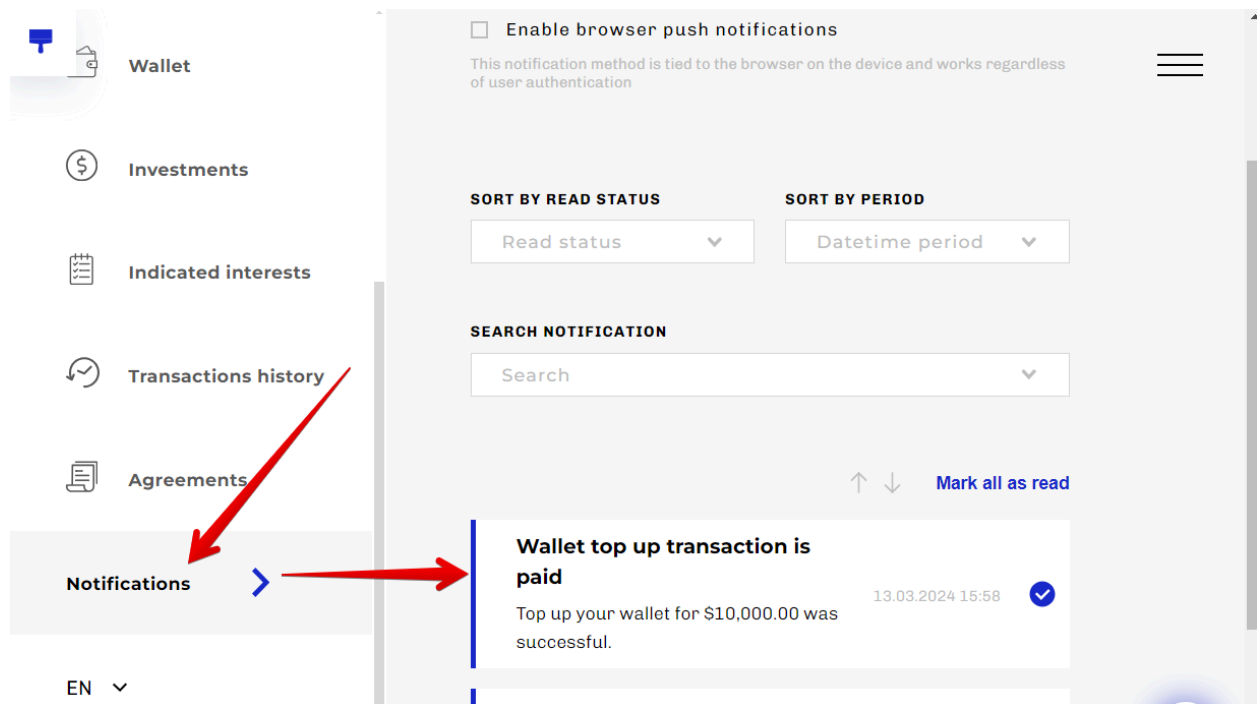 Wallet
Investments
Indicated interests
Transactions history
Agreements
Notifications
EN
Enable browser push notifications
This notification method is tied to the browser on the device and works regardless
of user authentication
SORT BY READ STATUS
Read status
SORT BY PERIOD
Datetime period
SEARCH NOTIFICATION
Search
Mark all as read
Wallet top up transaction is
paid
Top up your wallet for $10,000.00 was
successful.
13.03.2024 15:58